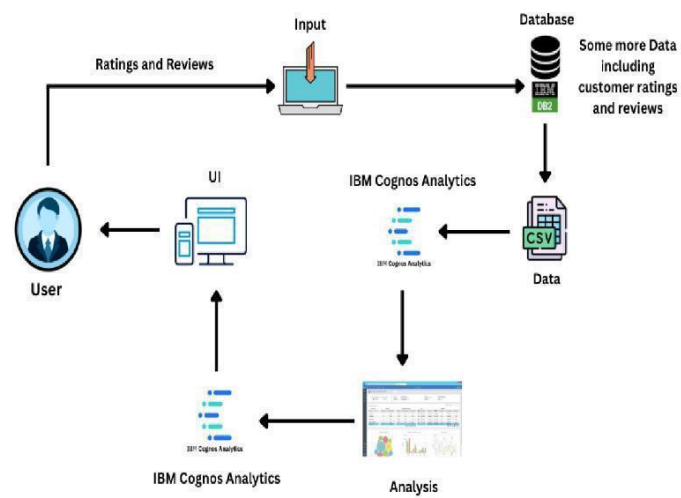 Input
Database
Ratings and Reviews
Some more Data
including
customer ratings
and reviews
IBM
DB2
UI
IBM Cognos Analytics
IBM Cognos Analytics
CSV
User
Data
IBM Cognos Analytics
IBM Cognos Analytics
Analysis